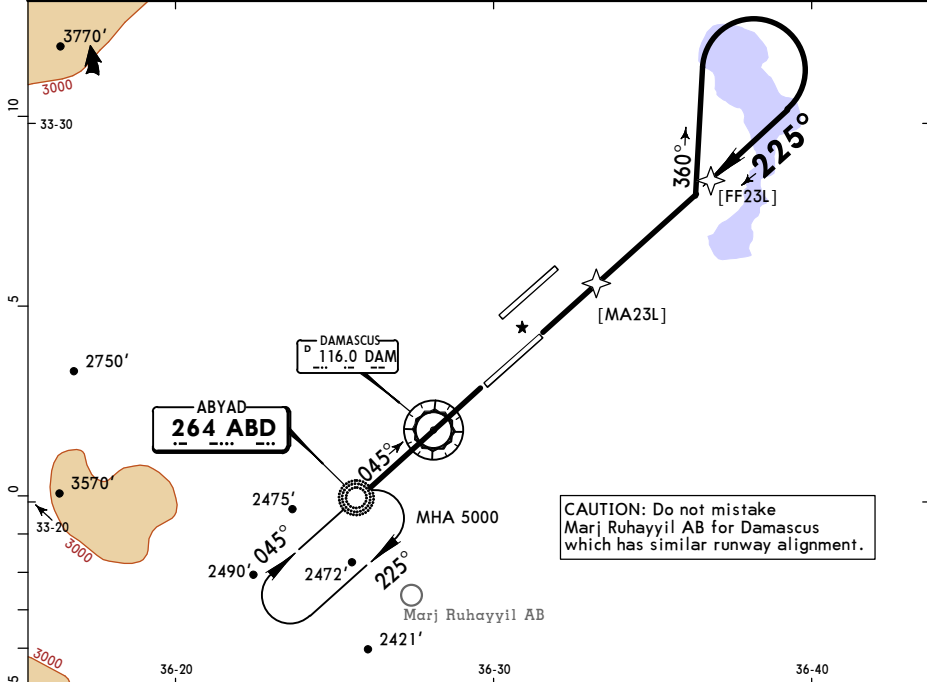 3770'
3000
10
33-30
360°
225°
[FF23L]
[MA23L]
5
DAMASCUS
D 116.0 DAM
2750'
ABYAD
264 ABD
045°
3570'
0
2475'
MHA 5000
CAUTION: Do not mistake
Marj Ruhayyil AB for Damascus
which has similar runway alignment.
33-20
3000
045°
2490'
2472'
225°
Marj Ruhayyil AB
2421'
3000
36-20
36-30
36-40
5